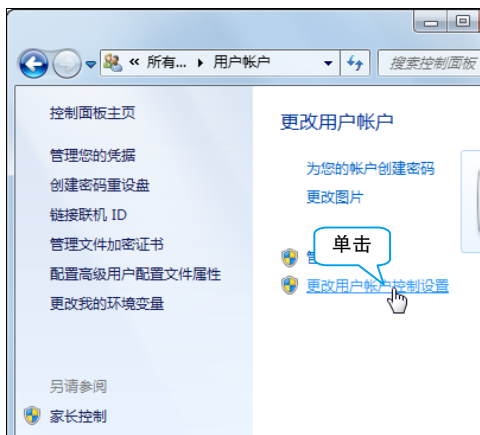 « 所有... ▸ 用户帐户
搜索控制面板
控制面板主页
管理您的凭据
创建密码重设盘
链接联机 ID
管理文件加密证书
配置高级用户配置文件属性
更改我的环境变量
另请参阅
家长控制
更改用户帐户
为您的帐户创建密码
更改图片
单击
更改用户帐户控制设置